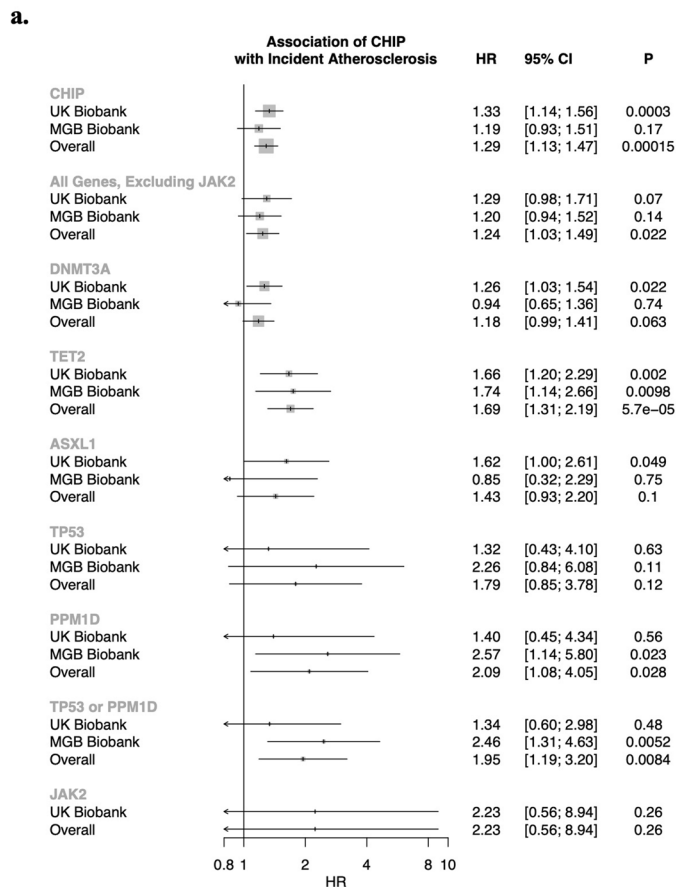 a.
Association of CHIP
with Incident Atherosclerosis HR 95% CI P
CHIP
UK Biobank 1.33 [1.14; 1.56] 0.0003
MGB Biobank 1.19 [0.93; 1.51] 0.17
Overall 1.29 [1.13; 1.47] 0.00015
All Genes, Excluding JAK2
UK Biobank 1.29 [0.98; 1.71] 0.07
MGB Biobank 1.20 [0.94; 1.52] 0.14
Overall 1.24 [1.03; 1.49] 0.022
DNMT3A
UK Biobank 1.26 [1.03; 1.54] 0.022
MGB Biobank 0.94 [0.65; 1.36] 0.74
Overall 1.18 [0.99; 1.41] 0.063
TET2
UK Biobank 1.66 [1.20; 2.29] 0.002
MGB Biobank 1.74 [1.14; 2.66] 0.0098
Overall 1.69 [1.31; 2.19] 5.7e−05
ASXL1
UK Biobank 1.62 [1.00; 2.61] 0.049
MGB Biobank 0.85 [0.32; 2.29] 0.75
Overall 1.43 [0.93; 2.20] 0.1
TP53
UK Biobank 1.32 [0.43; 4.10] 0.63
MGB Biobank 2.26 [0.84; 6.08] 0.11
Overall 1.79 [0.85; 3.78] 0.12
PPM1D
UK Biobank 1.40 [0.45; 4.34] 0.56
MGB Biobank 2.57 [1.14; 5.80] 0.023
Overall 2.09 [1.08; 4.05] 0.028
TP53 or PPM1D
UK Biobank 1.34 [0.60; 2.98] 0.48
MGB Biobank 2.46 [1.31; 4.63] 0.0052
Overall 1.95 [1.19; 3.20] 0.0084
JAK2
UK Biobank 2.23 [0.56; 8.94] 0.26
Overall 2.23 [0.56; 8.94] 0.26
0.8 1 2 4 8 10
HR